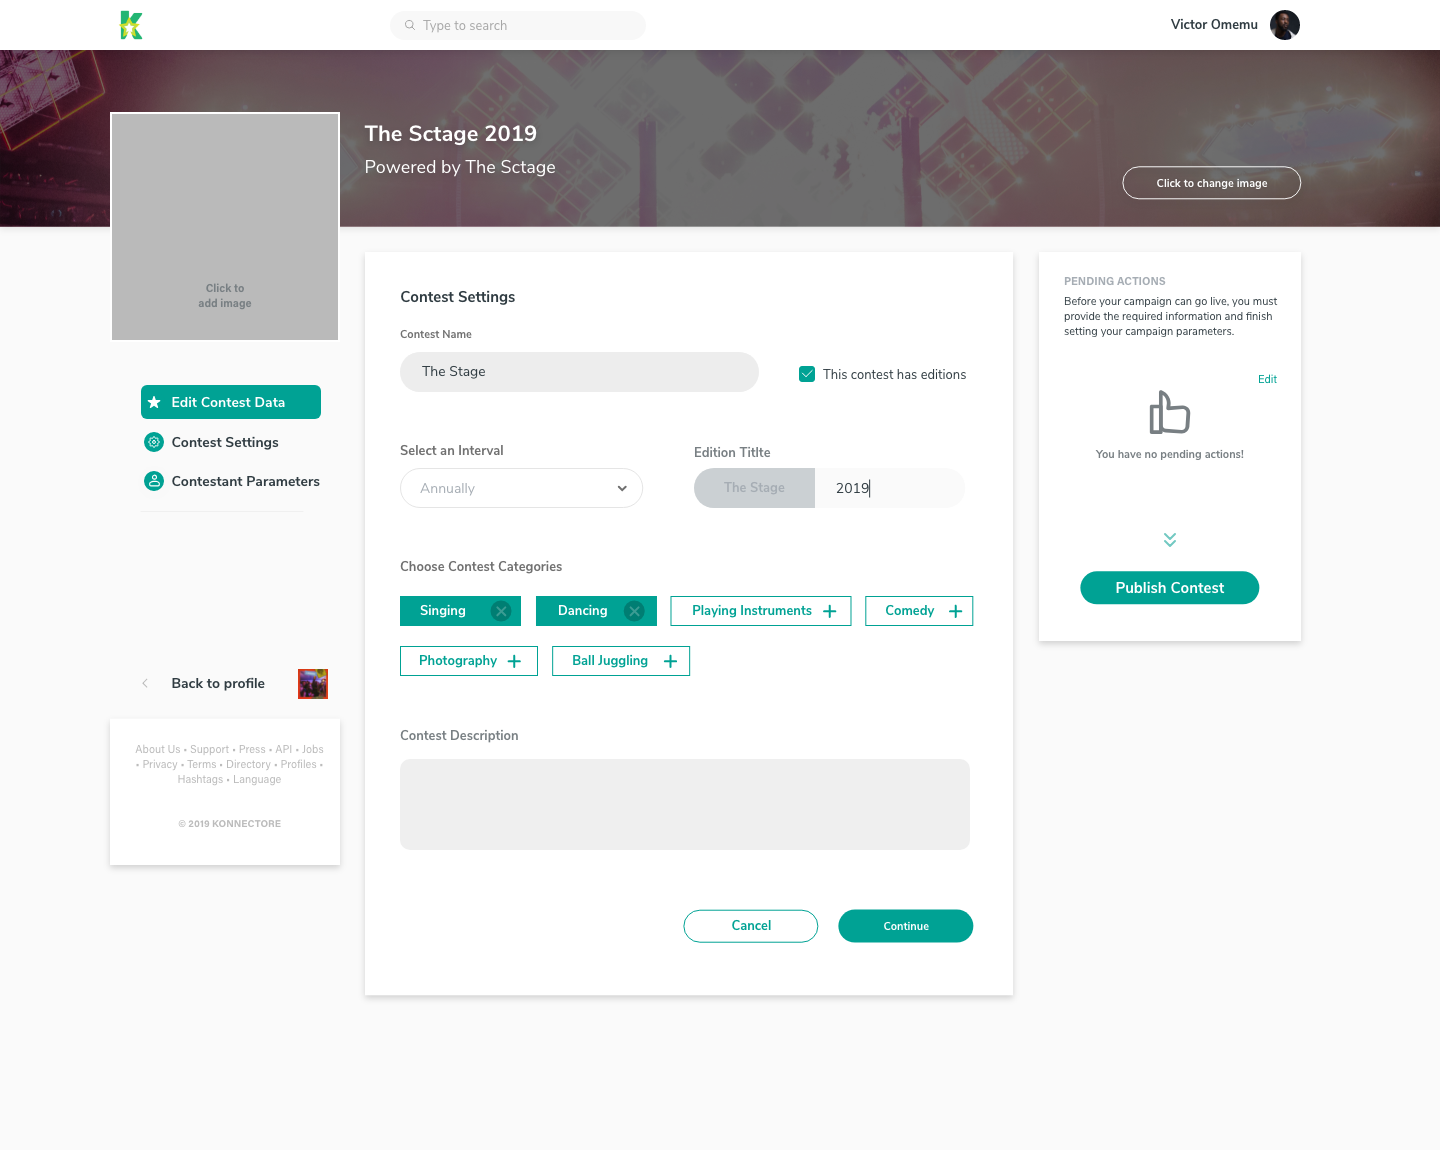 K
Type to search
Victor Omemu
The Sctage 2019
Powered by The Sctage
Click to change image
Click to
add image
Edit Contest Data
Contest Settings
Contestant Parameters
Back to profile
About Us • Support • Press • API • Jobs
• Privacy • Terms • Directory • Profiles •
Hashtags • Language
© 2019 KONNECTORE
Contest Settings
Contest Name
The Stage
This contest has editions
Select an Interval
Edition Titlte
Annually
The Stage
2019
Choose Contest Categories
Singing
Dancing
Playing Instruments
Comedy
Photography
Ball Juggling
Contest Description
Cancel
Continue
PENDING ACTIONS
Before your campaign can go live, you must
provide the required information and finish
setting your campaign parameters.
Edit
You have no pending actions!
Publish Contest